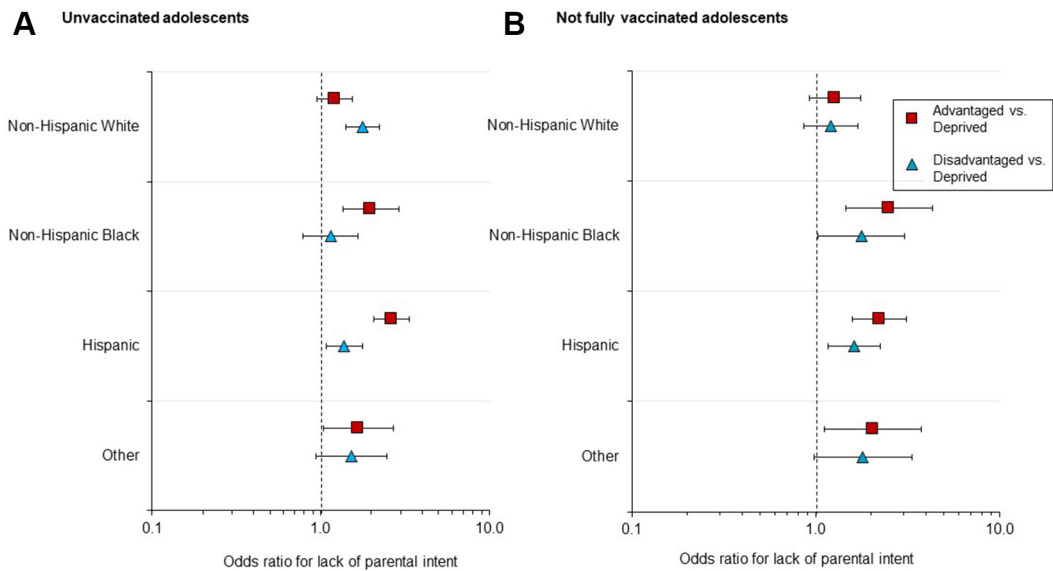 A
Unvaccinated adolescents
Non-Hispanic White
Non-Hispanic Black
Hispanic
Other
0.1
1.0
10.0
Odds ratio for lack of parental intent
B
Not fully vaccinated adolescents
Non-Hispanic White
Non-Hispanic Black
Hispanic
Other
0.1
1.0
10.0
Odds ratio for lack of parental intent
Advantaged vs.
Deprived
Disadvantaged vs.
Deprived